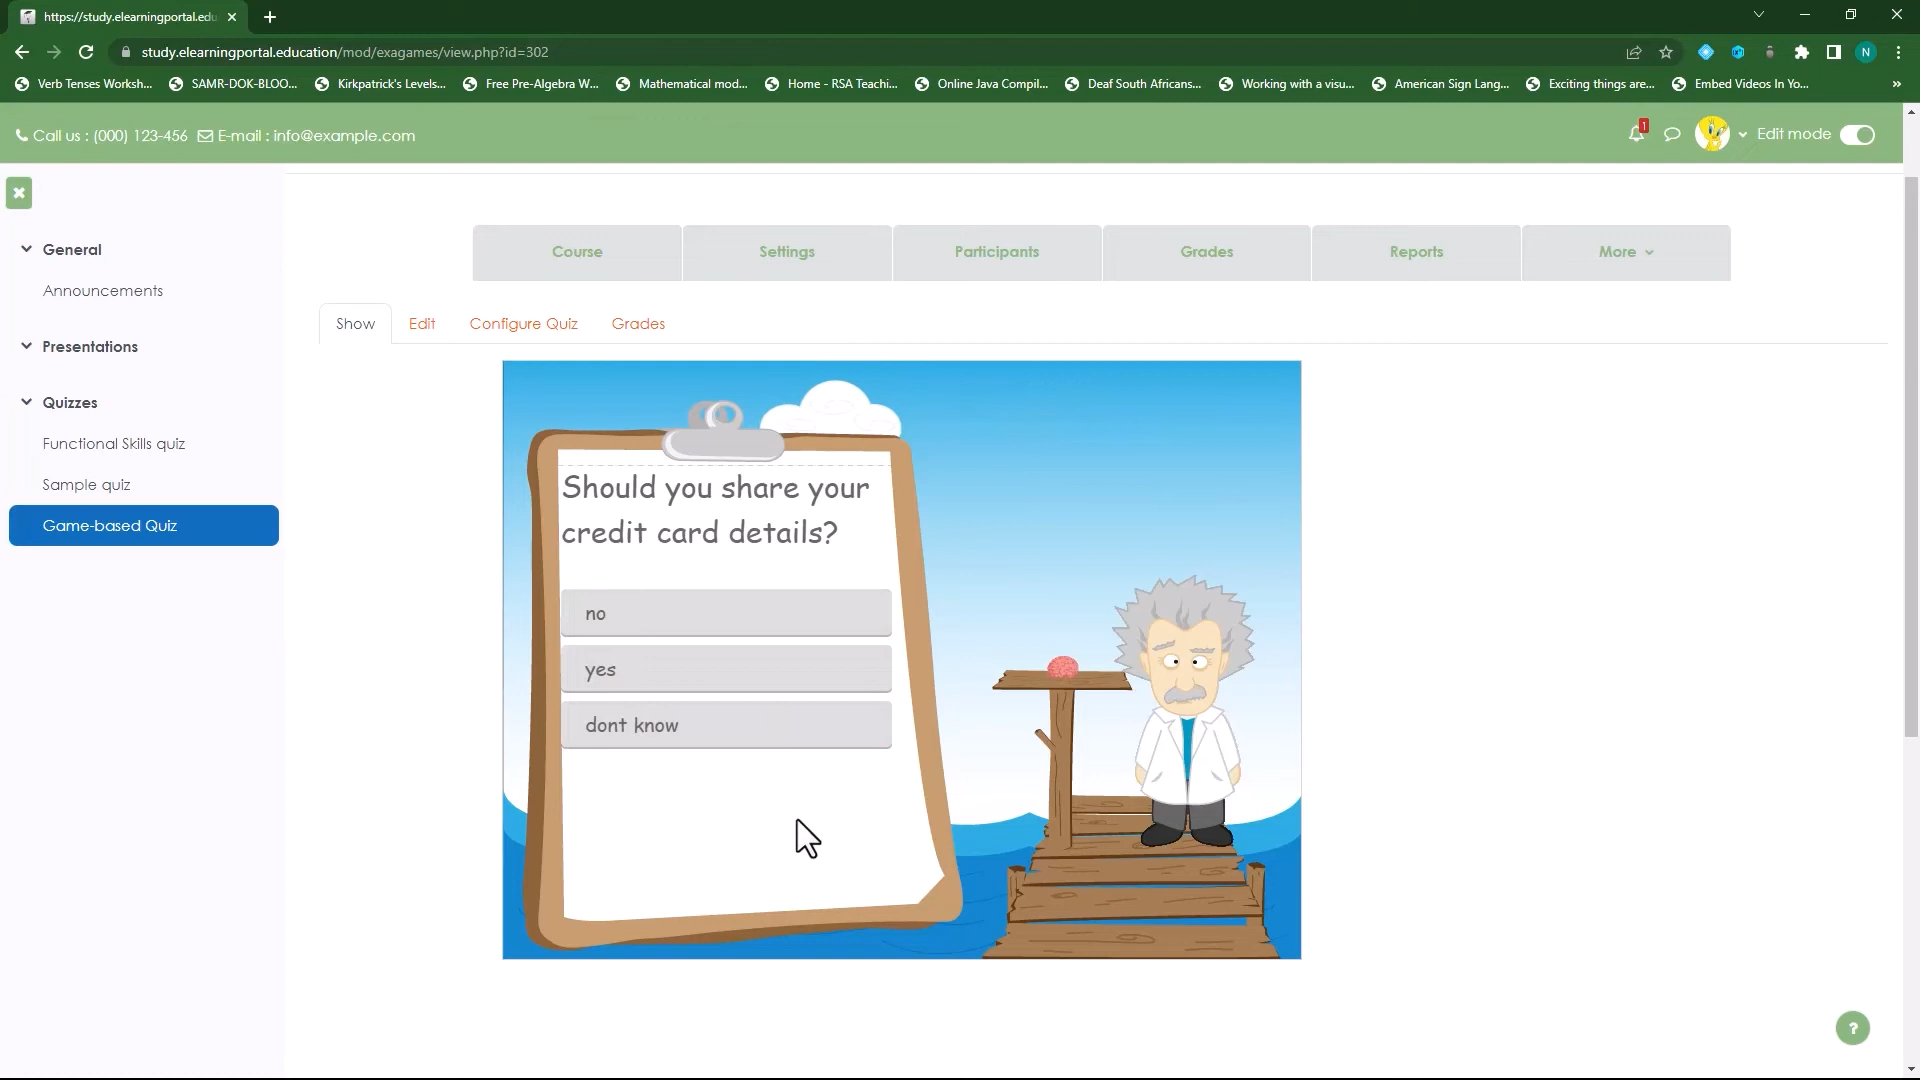 https://study.elearningportal.edu
study.elearningportal.education/mod/exagames/view.php?id=302
N
Verb Tenses Worksh...
SAMR-DOK-BLOO...
Kirkpatrick's Levels...
Free Pre-Algebra W...
Mathematical mod...
Home - RSA Teachi...
Online Java Compil...
Deaf South Africans...
Working with a visu...
American Sign Lang...
Exciting things are...
Embed Videos In Yo...
Call us : (000) 123-456
E-mail : info@example.com
1
Edit mode
General
Announcements
Presentations
Quizzes
Functional Skills quiz
Sample quiz
Game-based Quiz
Course
Settings
Participants
Grades
Reports
More
Show
Edit
Configure Quiz
Grades
Should you share your
credit card details?
no
yes
dont know
?